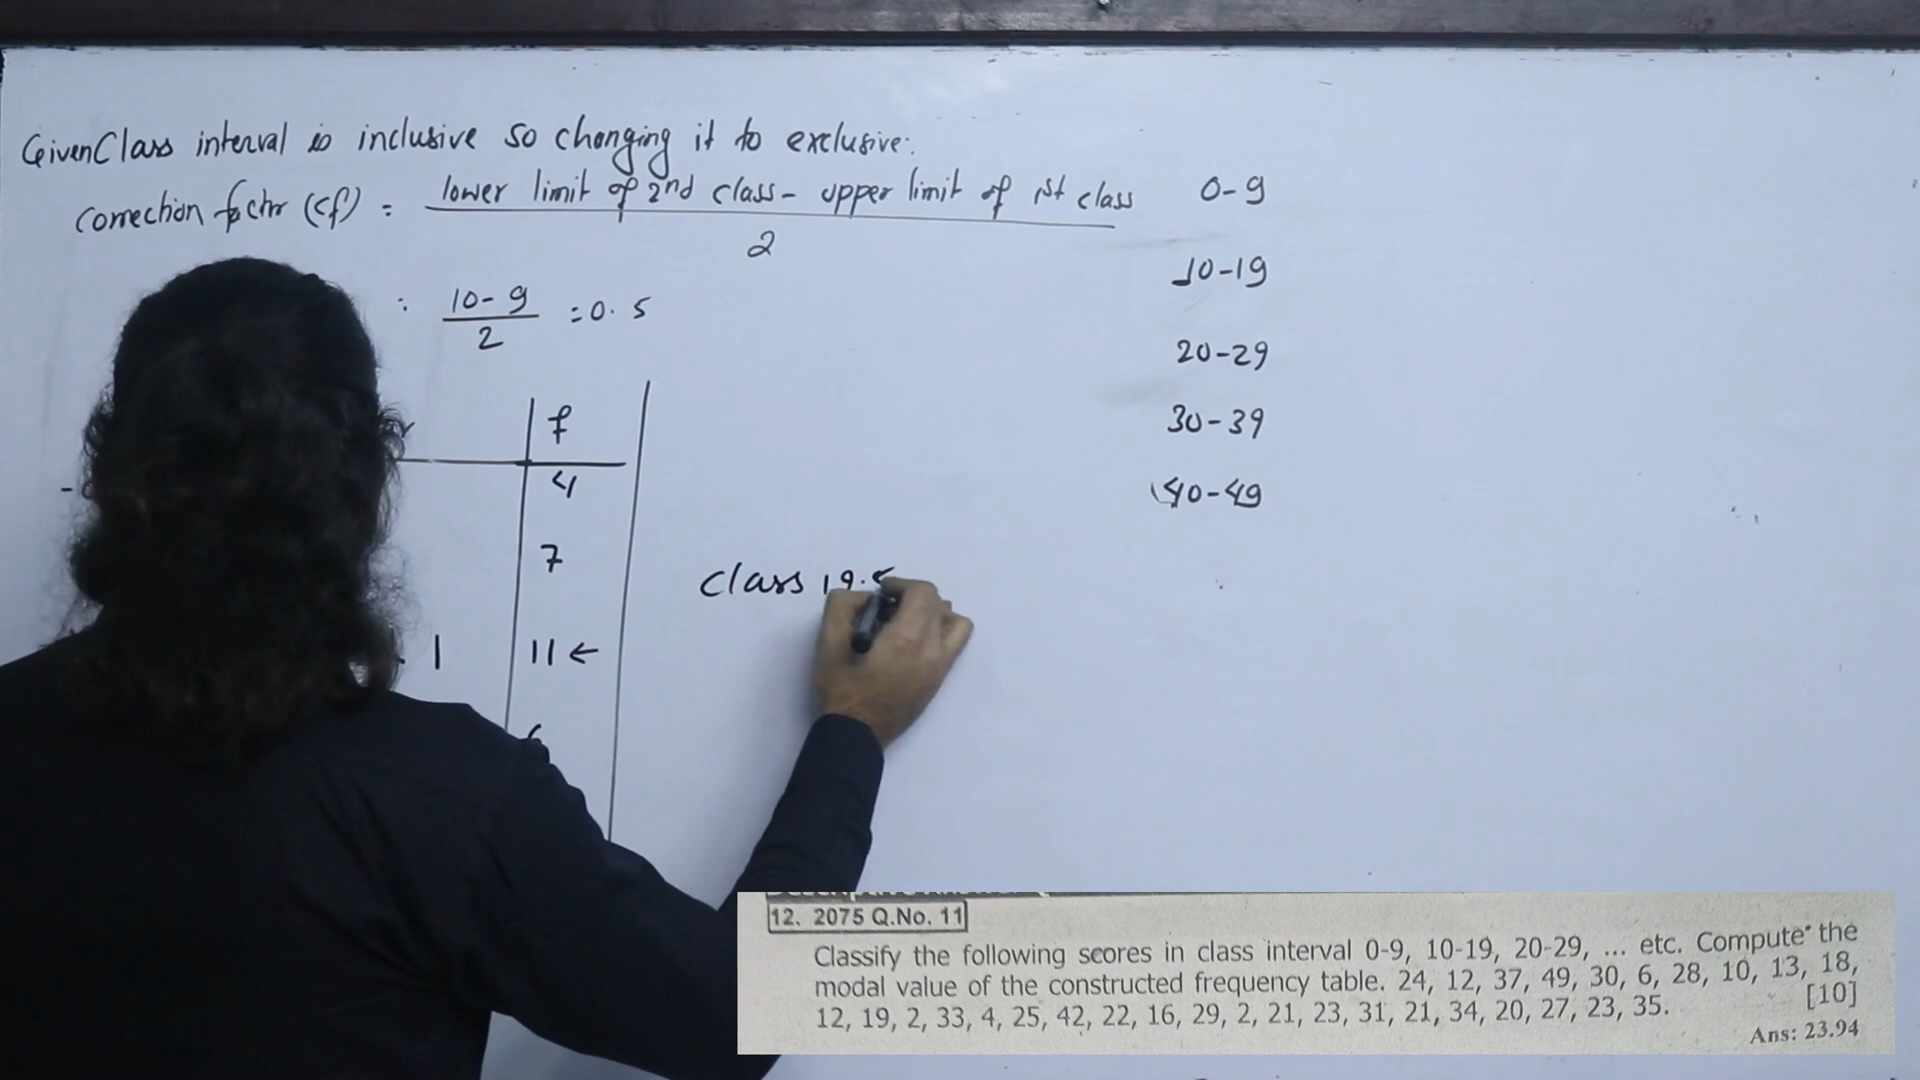 Given Class interval is inclusive so changing it to exclusive.
correction factor (cf) = lower limit of 2nd class - upper limit of 1st class
2
: 10-9
2
=0.5
f
4
7
1
11 ←
class 19.5
0-9
10-19
20-29
30-39
40-49
12. 2075 Q.No. 11
Classify the following scores in class interval 0-9, 10-19, 20-29, ... etc. Compute the
modal value of the constructed frequency table. 24, 12, 37, 49, 30, 6, 28, 10, 13, 18,
12, 19, 2, 33, 4, 25, 42, 22, 16, 29, 2, 21, 23, 31, 21, 34, 20, 27, 23, 35. [10]
Ans: 23.94